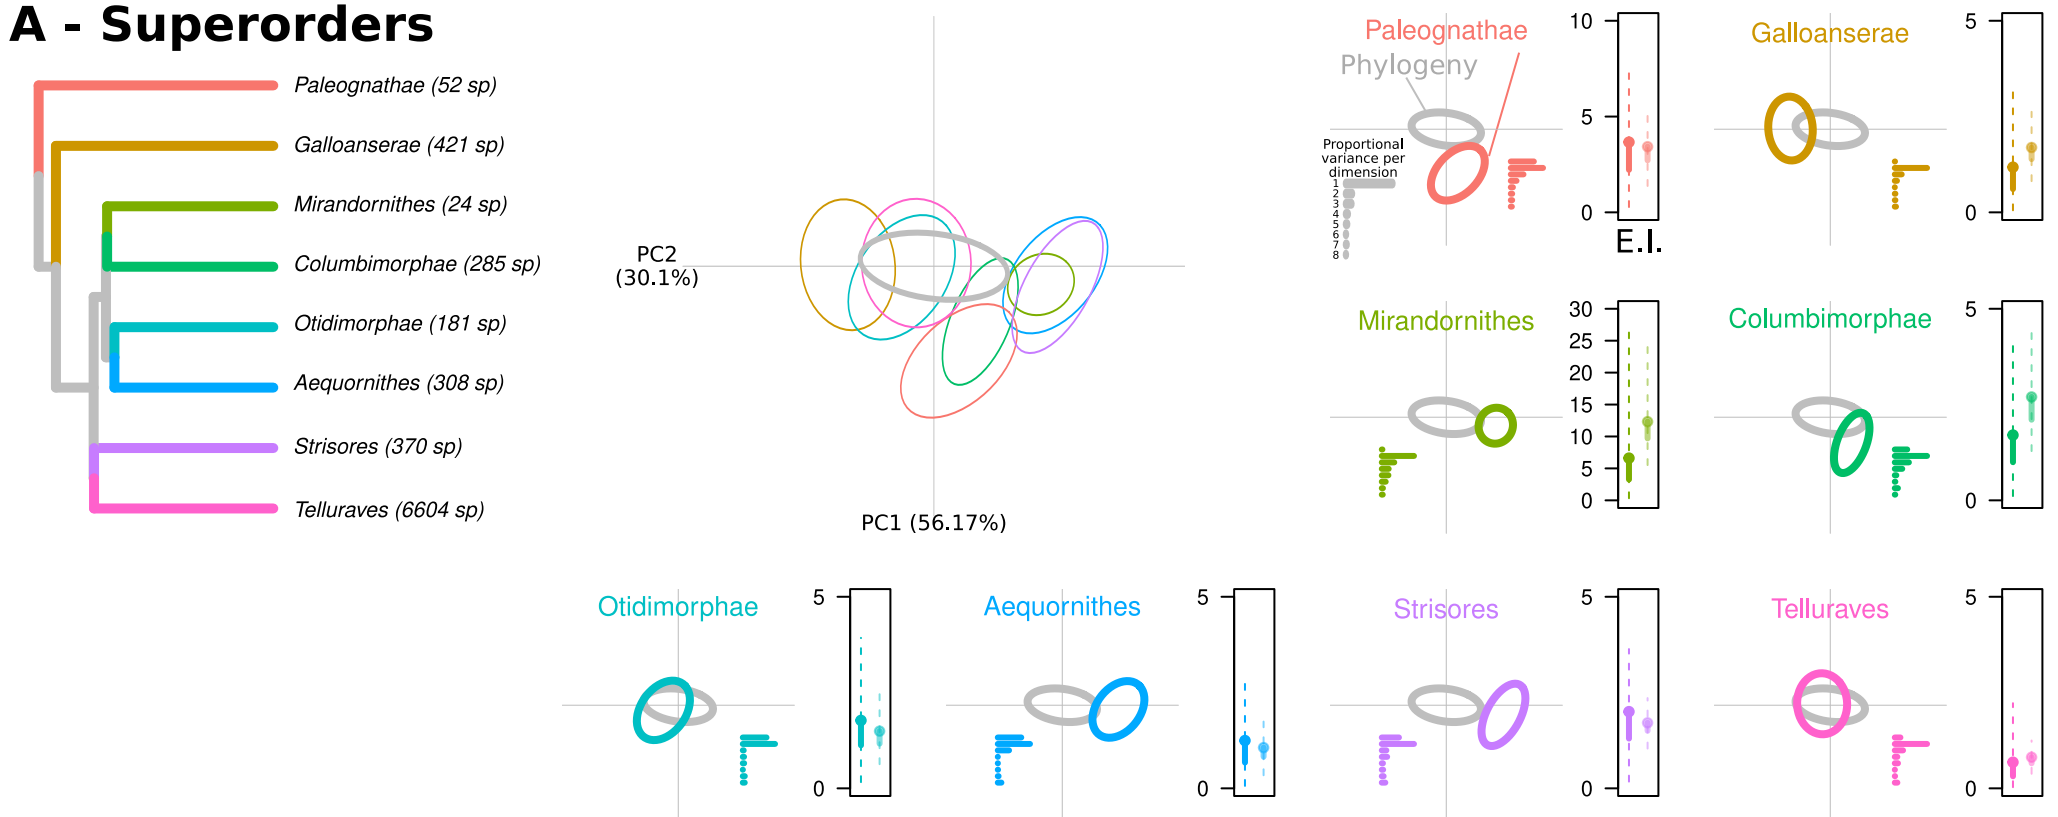 A - Superorders
Paleognathae (52 sp)
Galloanserae (421 sp)
Mirandornithes (24 sp)
Columbimorphae (285 sp)
Otidimorphae (181 sp)
Aequornithes (308 sp)
Strisores (370 sp)
Telluraves (6604 sp)
PC2
(30.1%)
PC1 (56.17%)
Paleognathae
Phylogeny
Proportional
variance per
dimension
1
2
3
4
5
6
7
8
10
5
0
E.I.
Galloanserae
5
0
Mirandornithes
30
25
20
15
10
5
0
Columbimorphae
5
0
Otidimorphae
5
0
Aequornithes
5
0
Strisores
5
0
Telluraves
5
0